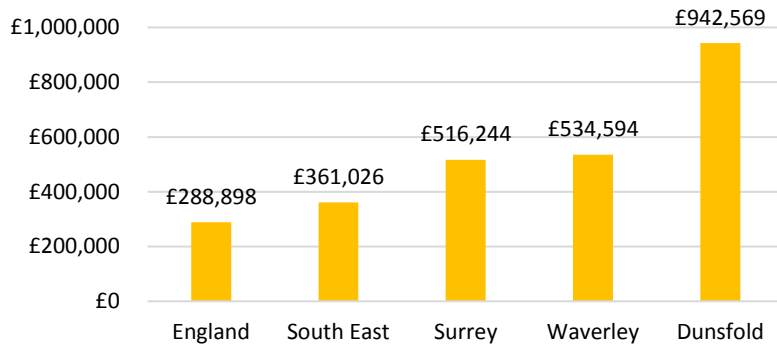 £1,000,000
£800,000
£600,000
£400,000
£200,000
£0
£288,898
£361,026
£516,244
£534,594
£942,569
England
South East
Surrey
Waverley
Dunsfold